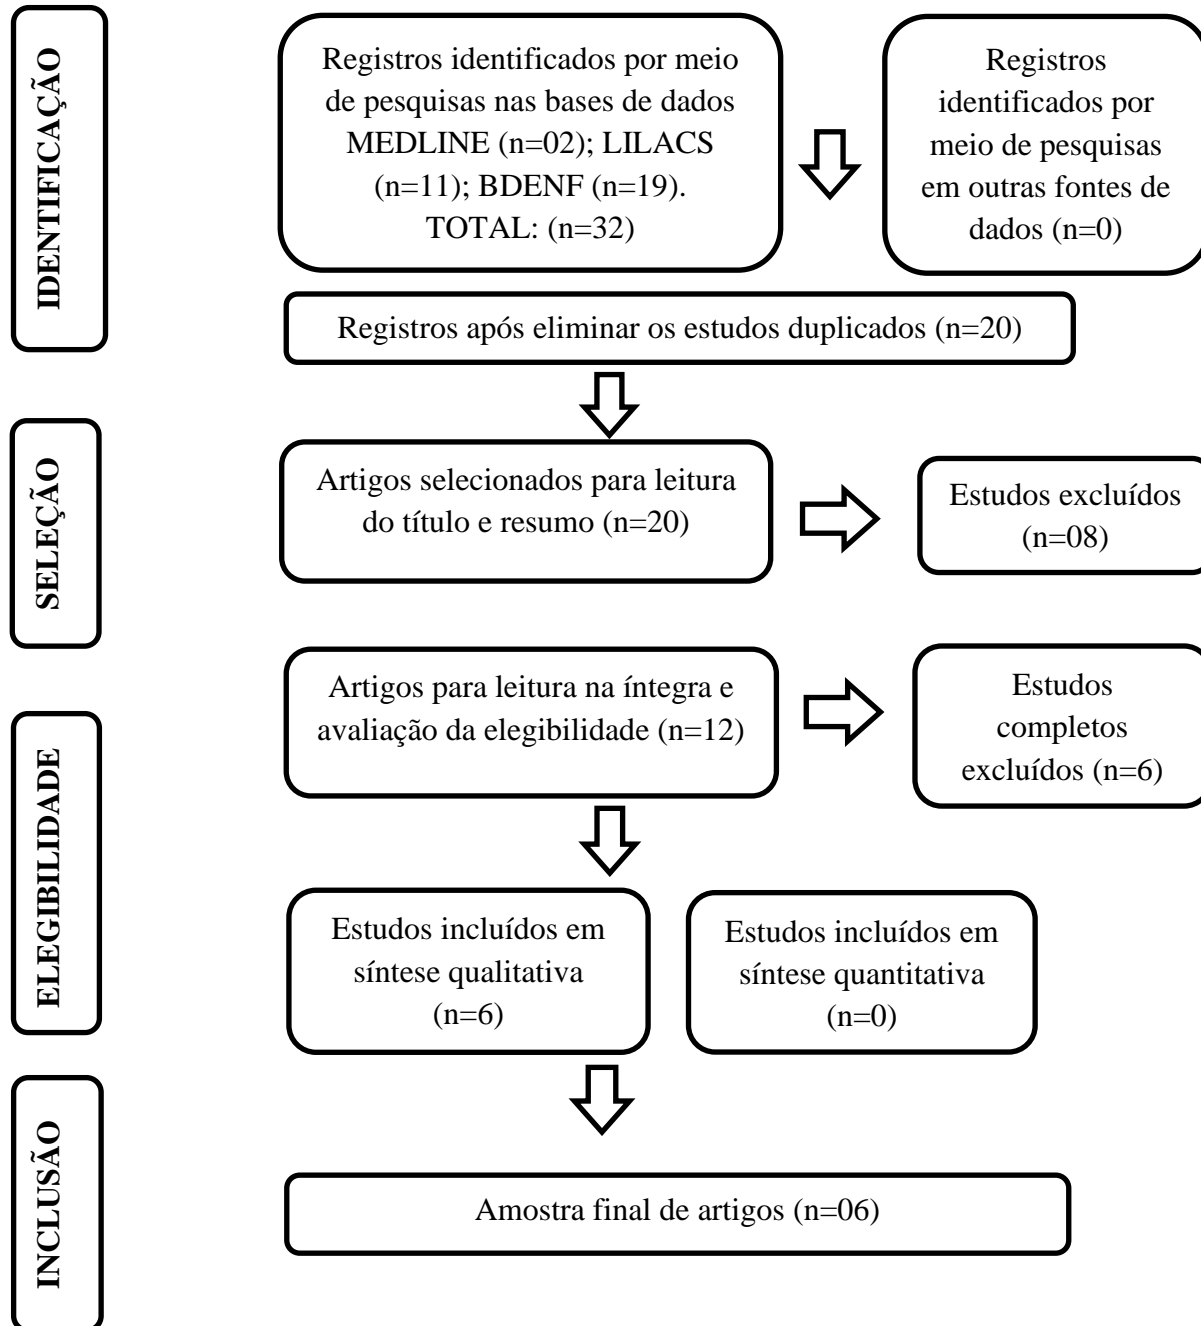 IDENTIFICAÇÃO
Registros identificados por meio
de pesquisas nas bases de dados
MEDLINE (n=02); LILACS
(n=11); BDENF (n=19).
TOTAL: (n=32)
Registros
identificados por
meio de pesquisas
em outras fontes de
dados (n=0)
Registros após eliminar os estudos duplicados (n=20)
SELEÇÃO
Artigos selecionados para leitura
do título e resumo (n=20)
Estudos excluídos
(n=08)
ELEGIBILIDADE
Artigos para leitura na íntegra e
avaliação da elegibilidade (n=12)
Estudos
completos
excluídos (n=6)
Estudos incluídos em
síntese qualitativa
(n=6)
Estudos incluídos em
síntese quantitativa
(n=0)
INCLUSÃO
Amostra final de artigos (n=06)